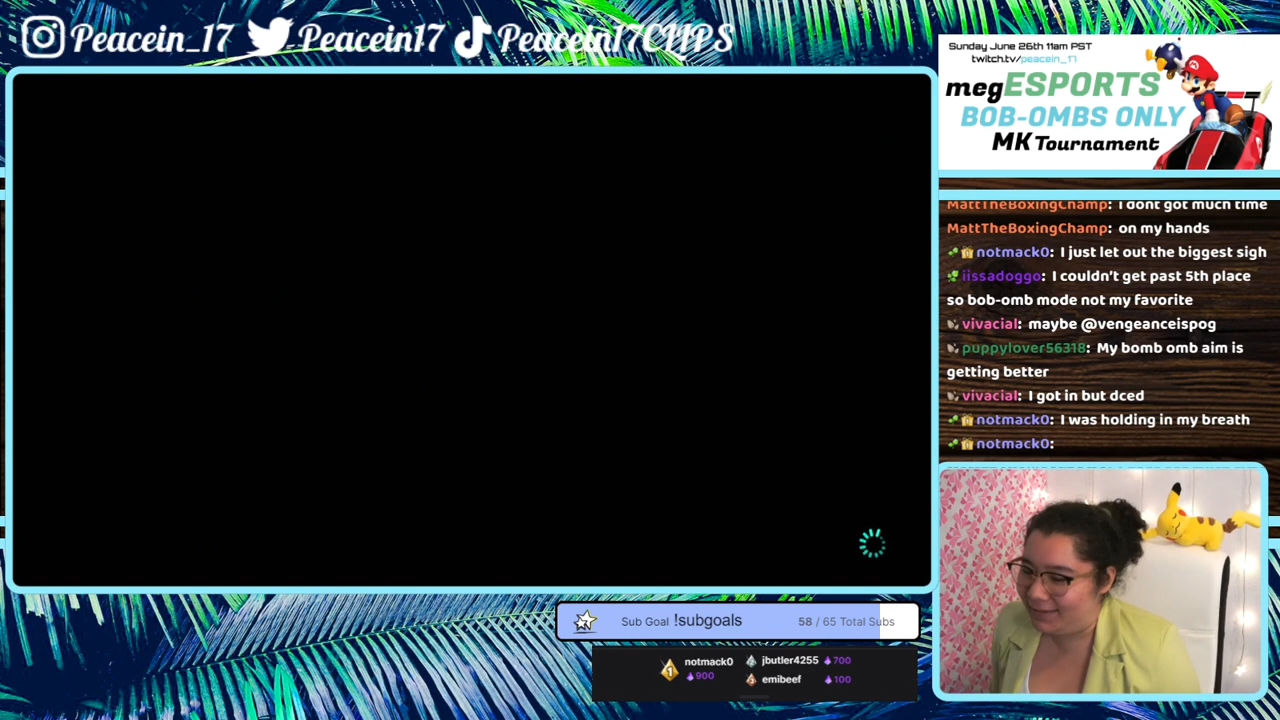 Peacein_17 Peacein17 Peacein17ClIPS
Sunday June 26th 11am PST
twitch.tv/peacein_17
megESPORTS
BOB-OMBS ONLY
MK Tournament
MattTheBoxingChamp: I dont got much time
MattTheBoxingChamp: on my hands
notmack0: I just let out the biggest sigh
iissadoggo: I couldn't get past 5th place
so bob-omb mode not my favorite
vivacial: maybe @vengeanceispog
puppylover56318: My bomb omb aim is
getting better
vivacial: I got in but dced
notmack0: I was holding in my breath
notmack0:
Sub Goal !subgoals 58 / 65 Total Subs
1 notmack0 900
2 jbutler4255 700
3 emibeef 100